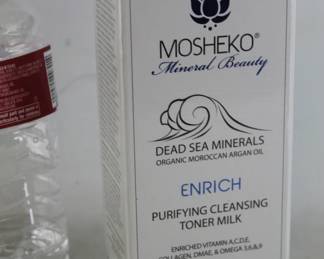 MOSHEKO®
Mineral Beauty
DEAD SEA MINERALS
ORGANIC MOROCCAN ARGAN OIL
ENRICH
PURIFYING CLEANSING
TONER MILK
ENRICHED VITAMIN A,C,D,E,
COLLAGEN, DMAE, & OMEGA 3,6,&9